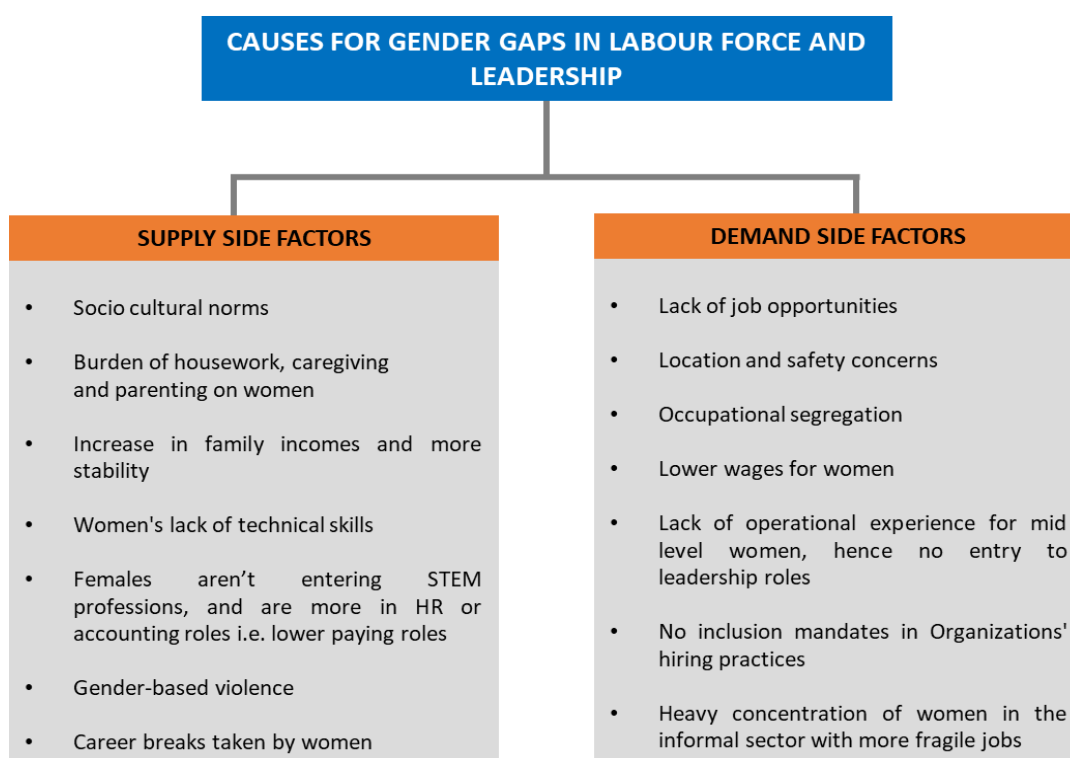 CAUSES FOR GENDER GAPS IN LABOUR FORCE AND
LEADERSHIP
SUPPLY SIDE FACTORS
• Socio cultural norms
• Burden of housework, caregiving
and parenting on women
• Increase in family incomes and more
stability
• Women's lack of technical skills
• Females aren’t entering STEM
professions, and are more in HR or
accounting roles i.e. lower paying roles
• Gender-based violence
• Career breaks taken by women
DEMAND SIDE FACTORS
• Lack of job opportunities
• Location and safety concerns
• Occupational segregation
• Lower wages for women
• Lack of operational experience for mid
level women, hence no entry to
leadership roles
• No inclusion mandates in Organizations'
hiring practices
• Heavy concentration of women in the
informal sector with more fragile jobs